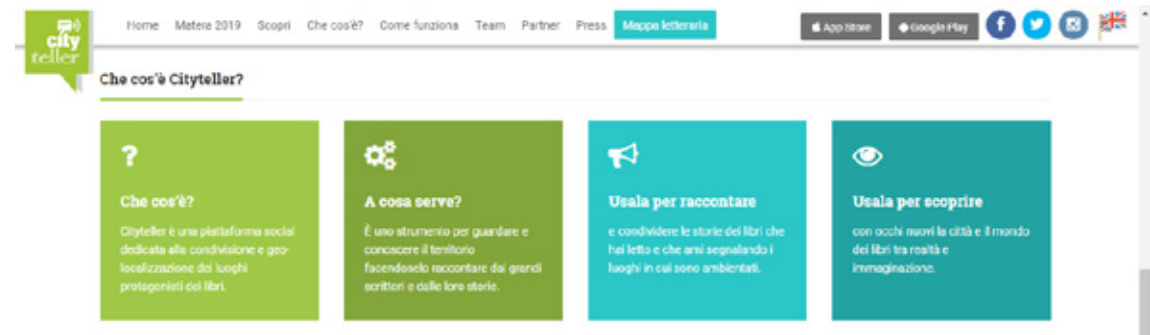 city
teller
Home Matera 2019 Scopri Che cos'è? Come funziona Team Partner Press Mappa letteraria App Store Google Play
Che cos'è Cityteller?
?
Che cos'è?
Cityteller è una piattaforma social
dedicata alla condivisione e geo-
localizzazione dei luoghi
protagonisti dei libri.
A cosa serve?
È uno strumento per guardare e
conoscere il territorio
facendoselo raccontare dai grandi
scrittori e dalle loro storie.
Usala per raccontare
e condividere le storie dei libri che
hai letto e che ami segnalando i
luoghi in cui sono ambientati.
Usala per scoprire
con occhi nuovi la città e il mondo
dei libri tra realtà e
immaginazione.